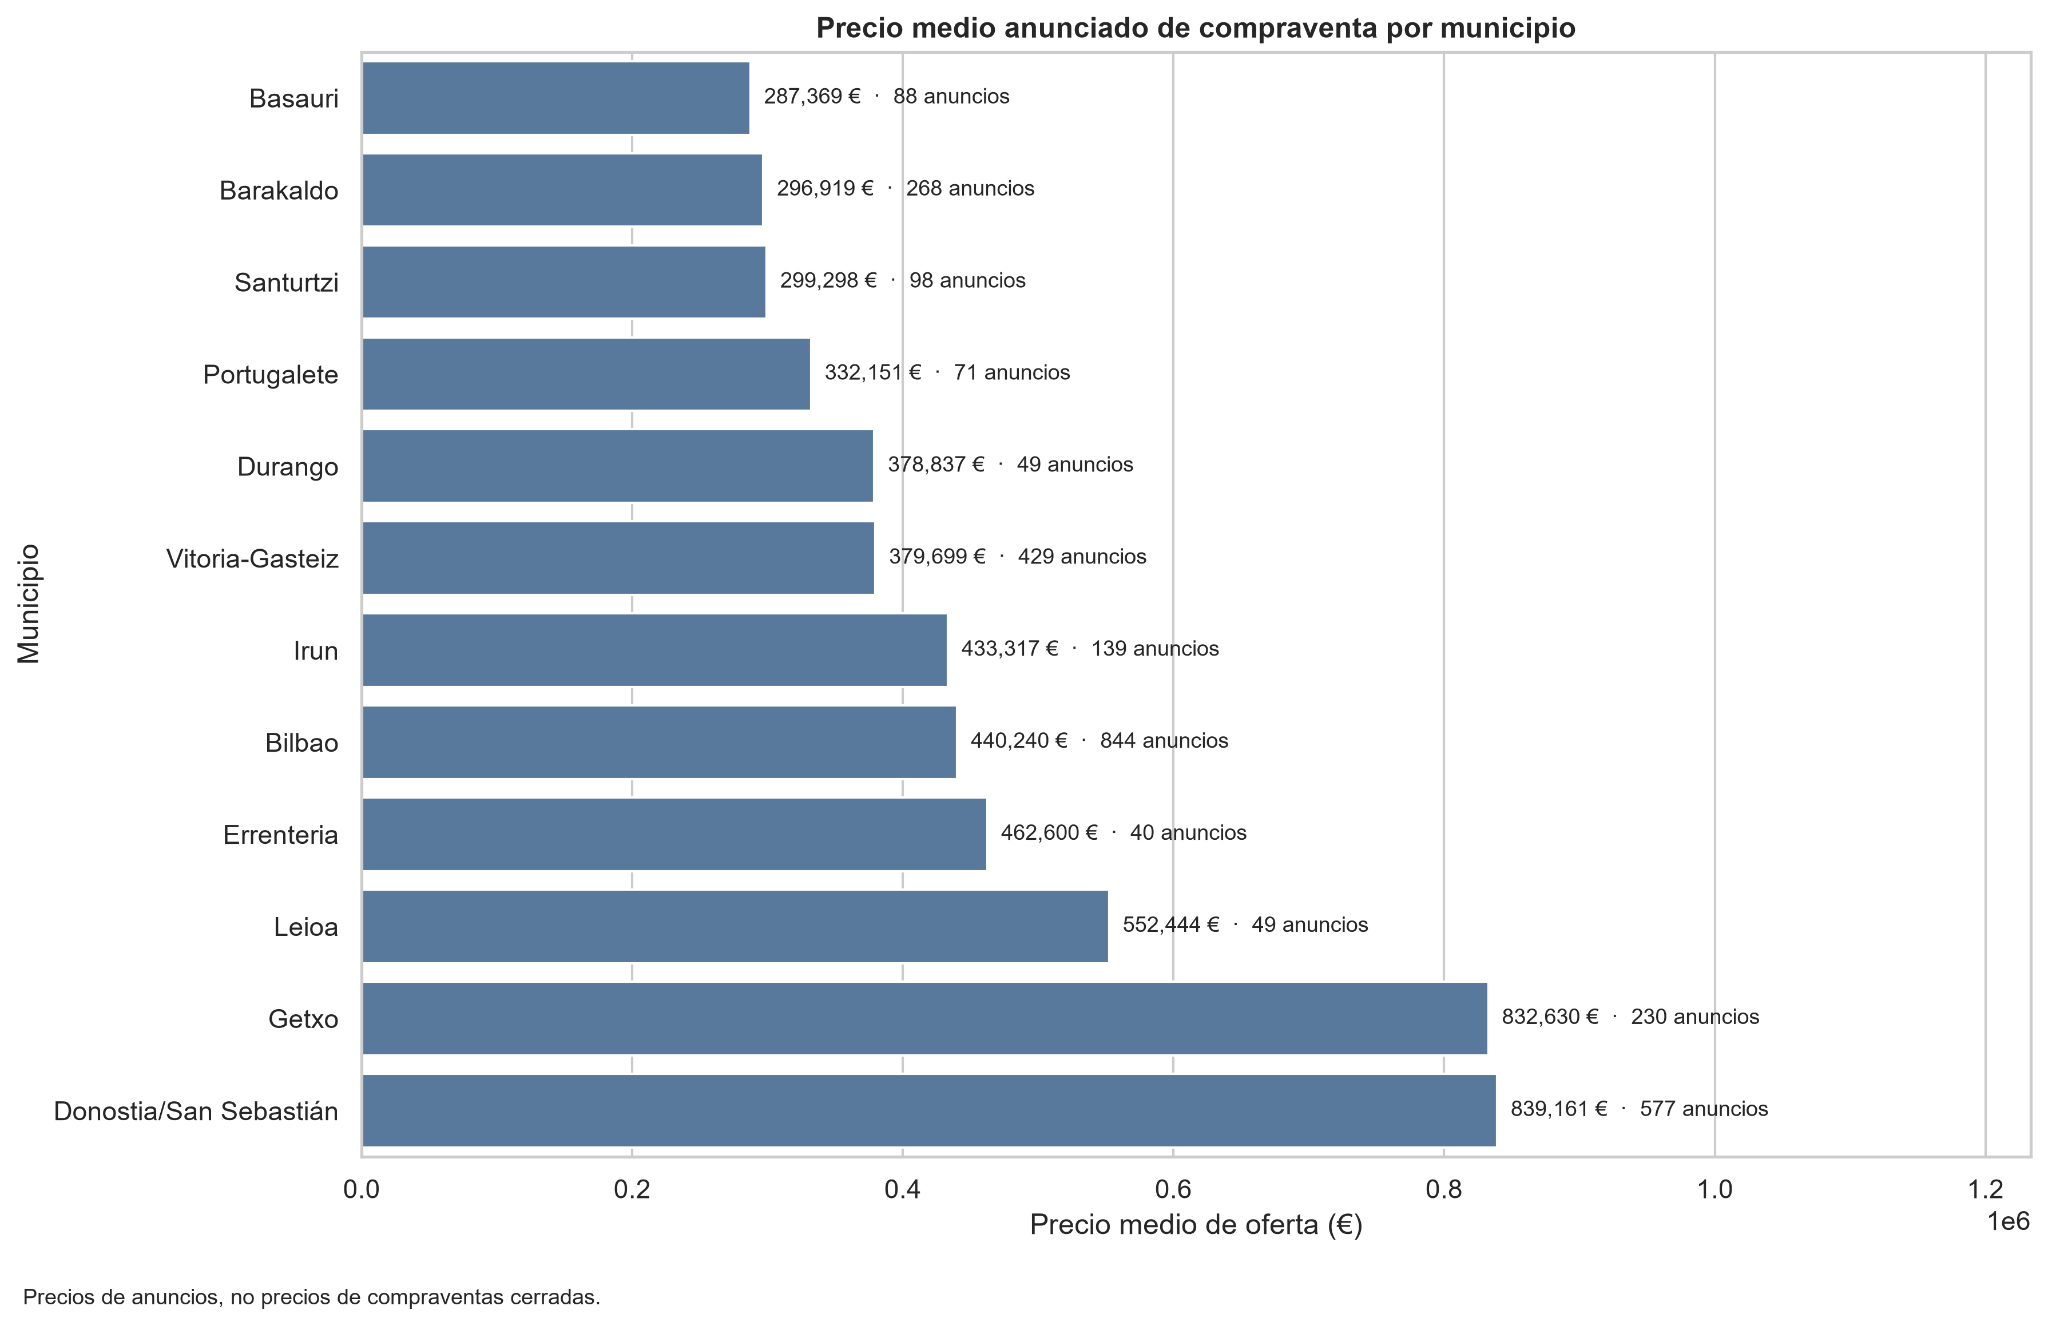 Precio medio anunciado de compraventa por municipio
Municipio
Basauri
287,369 € · 88 anuncios
Barakaldo
296,919 € · 268 anuncios
Santurtzi
299,298 € · 98 anuncios
Portugalete
332,151 € · 71 anuncios
Durango
378,837 € · 49 anuncios
Vitoria-Gasteiz
379,699 € · 429 anuncios
Irun
433,317 € · 139 anuncios
Bilbao
440,240 € · 844 anuncios
Errenteria
462,600 € · 40 anuncios
Leioa
552,444 € · 49 anuncios
Getxo
832,630 € · 230 anuncios
Donostia/San Sebastián
839,161 € · 577 anuncios
0.0 0.2 0.4 0.6 0.8 1.0 1.2
1e6
Precio medio de oferta (€)
Precios de anuncios, no precios de compraventas cerradas.